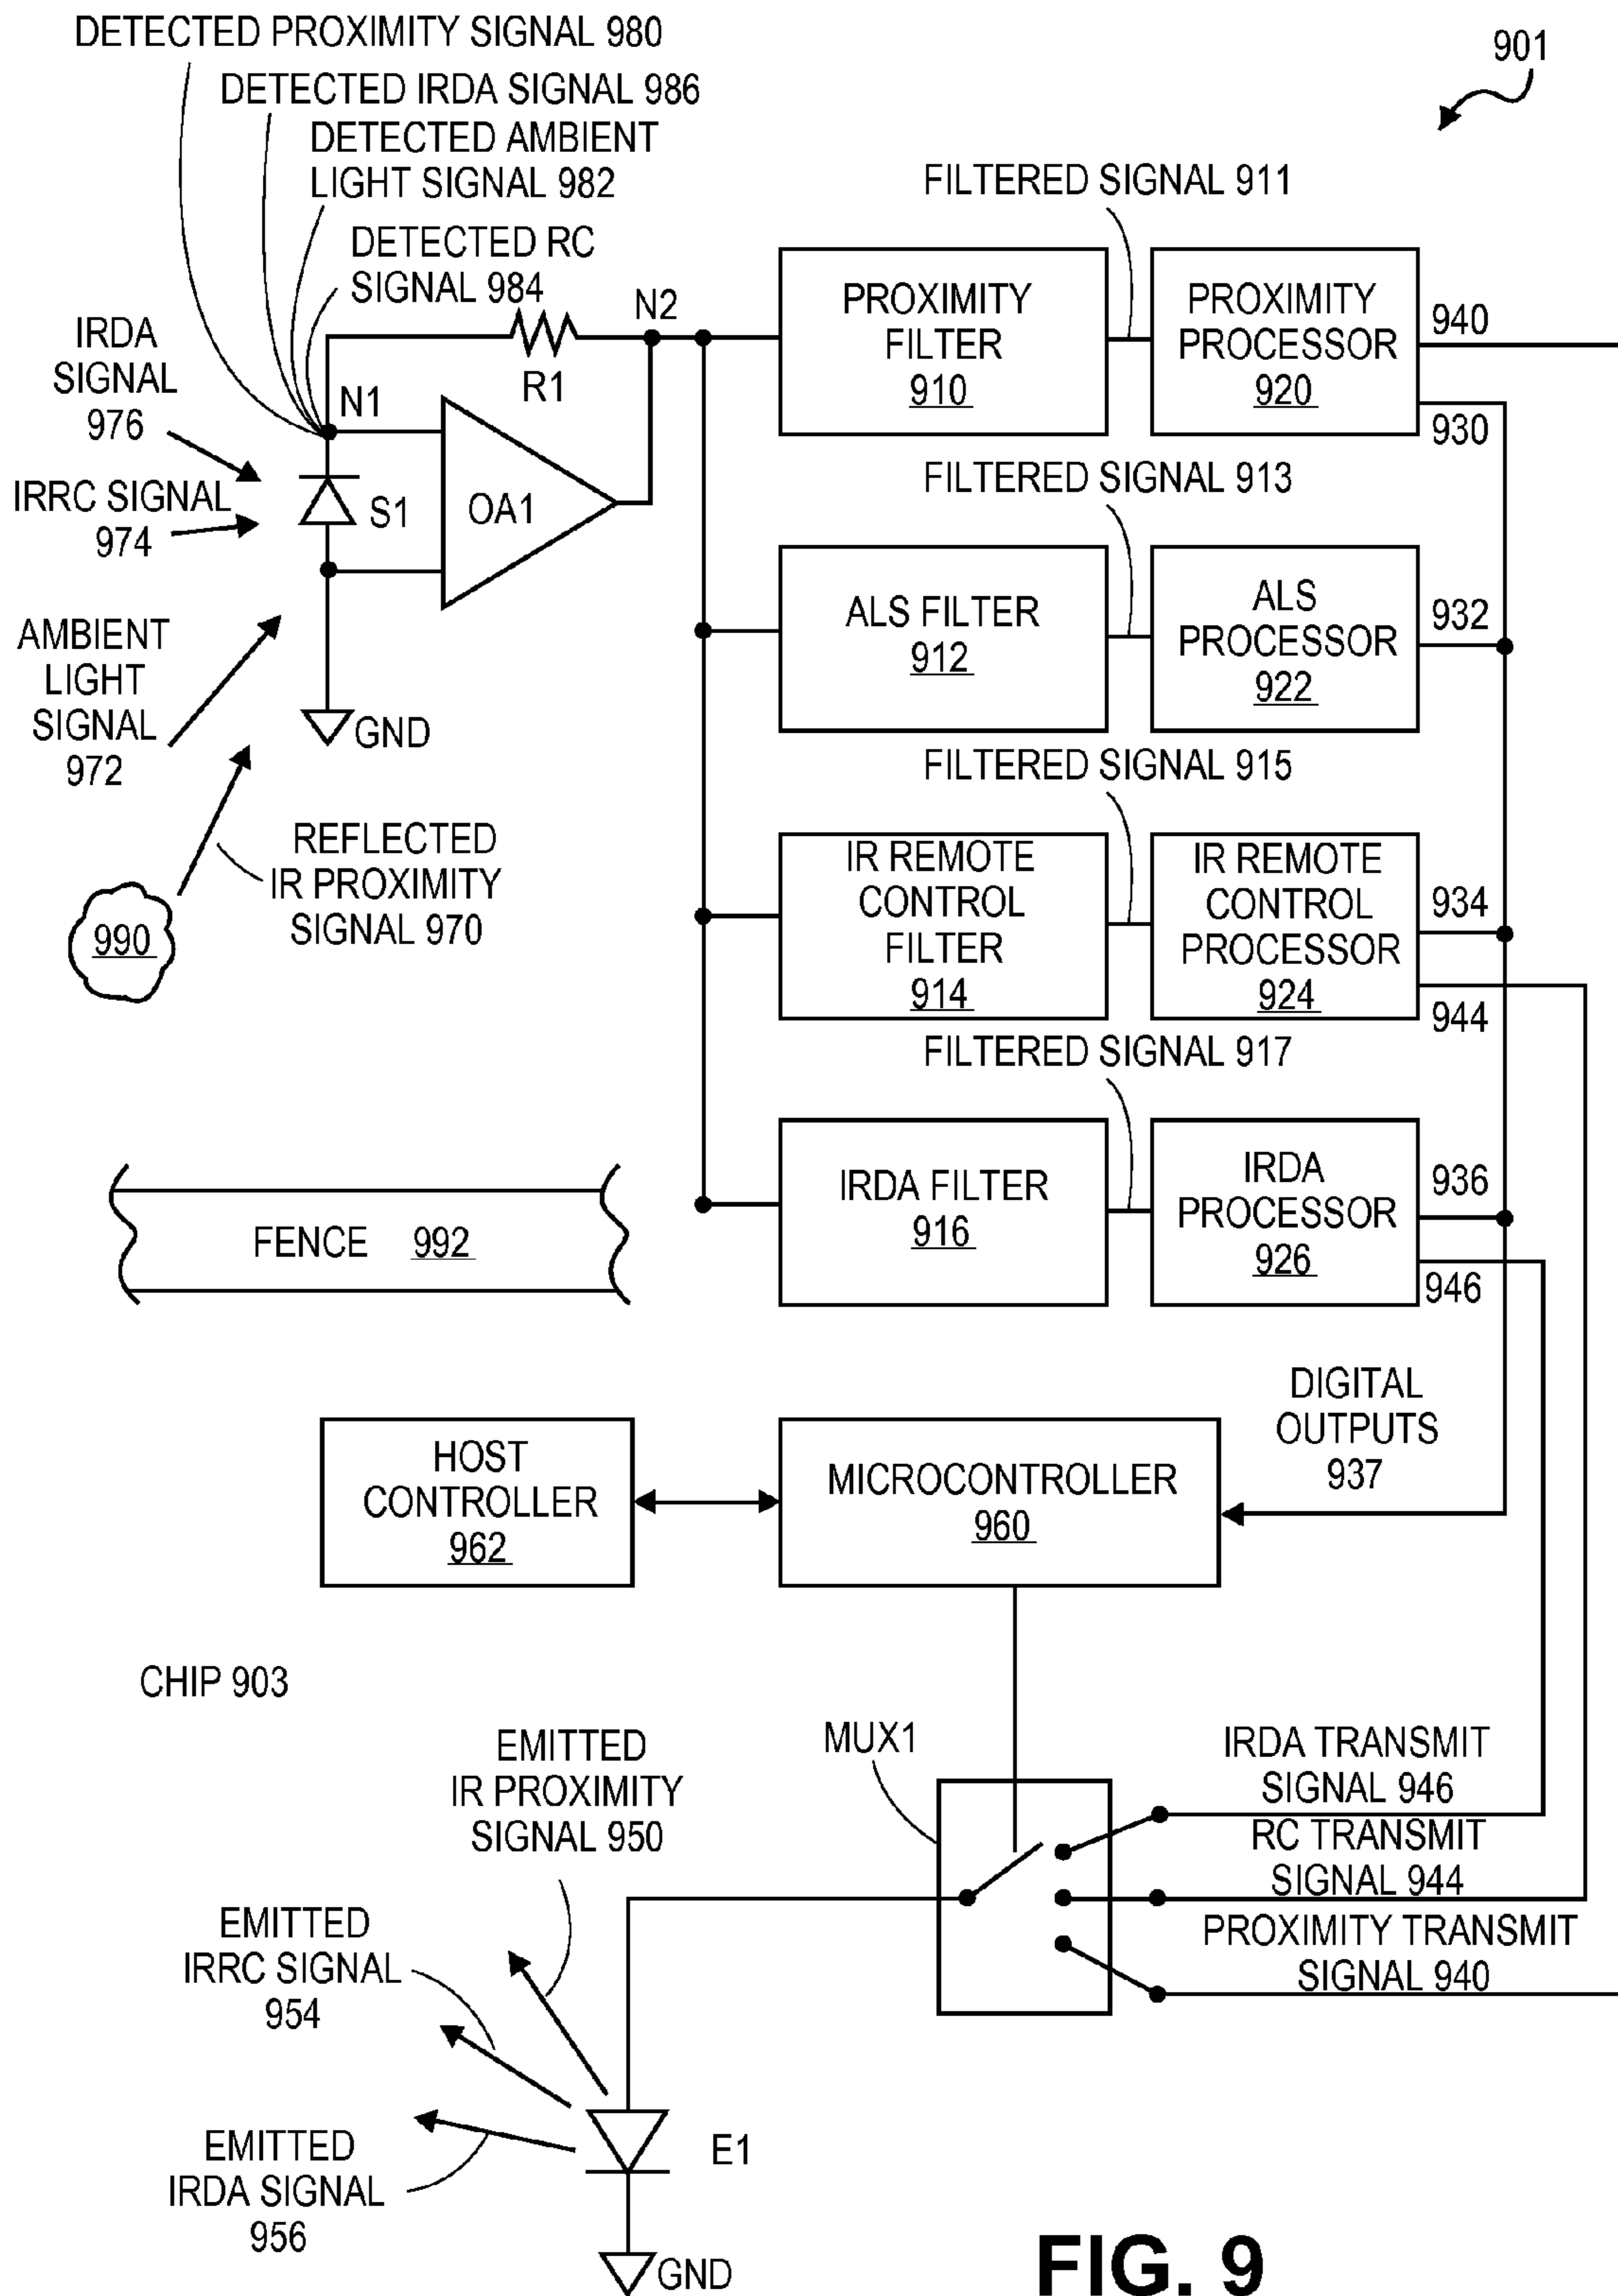 DETECTED PROXIMITY SIGNAL 980
DETECTED IRDA SIGNAL 986
DETECTED AMBIENT
LIGHT SIGNAL 982
DETECTED RC
SIGNAL 984
901
FILTERED SIGNAL 911
N2
R1
N1
S1
OA1
GND
IRDA
SIGNAL
976
IRRC SIGNAL
974
AMBIENT
LIGHT
SIGNAL
972
REFLECTED
IR PROXIMITY
SIGNAL 970
990
PROXIMITY
FILTER
910
PROXIMITY
PROCESSOR
920
940
930
FILTERED SIGNAL 913
ALS FILTER
912
ALS
PROCESSOR
922
932
FILTERED SIGNAL 915
IR REMOTE
CONTROL
FILTER
914
IR REMOTE
CONTROL
PROCESSOR
924
934
944
FILTERED SIGNAL 917
IRDA FILTER
916
IRDA
PROCESSOR
926
936
946
FENCE 992
DIGITAL
OUTPUTS
937
HOST
CONTROLLER
962
MICROCONTROLLER
960
CHIP 903
MUX1
IRDA TRANSMIT
SIGNAL 946
RC TRANSMIT
SIGNAL 944
PROXIMITY TRANSMIT
SIGNAL 940
EMITTED
IR PROXIMITY
SIGNAL 950
EMITTED
IRRC SIGNAL
954
EMITTED
IRDA SIGNAL
956
E1
GND
FIG. 9